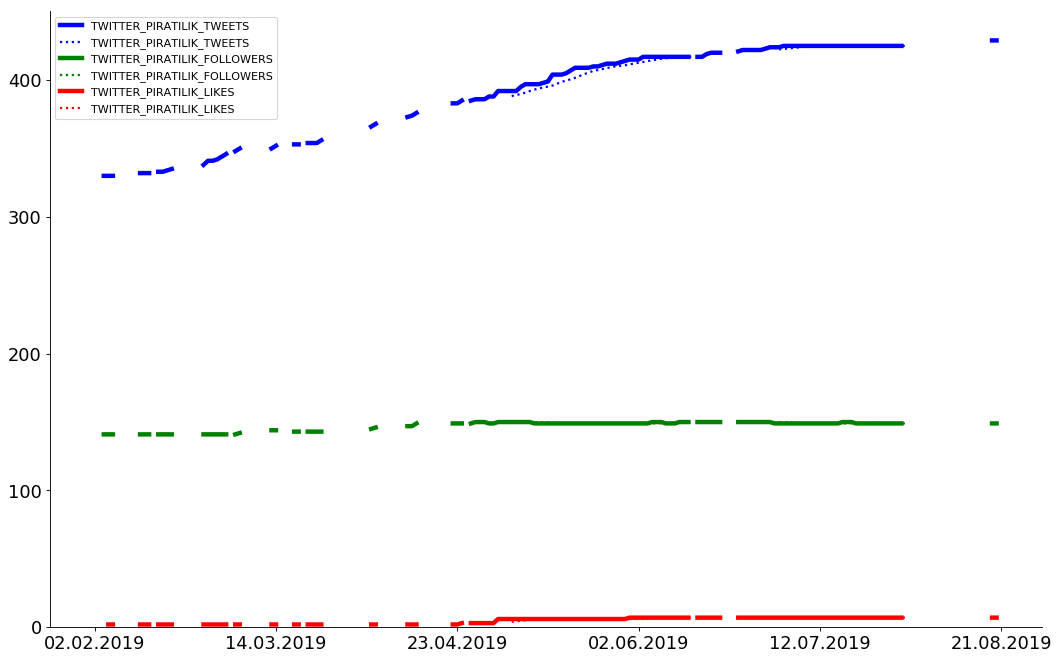 TWITTER_PIRATILIK_TWEETS
TWITTER_PIRATILIK_TWEETS
TWITTER_PIRATILIK_FOLLOWERS
TWITTER_PIRATILIK_FOLLOWERS
TWITTER_PIRATILIK_LIKES
TWITTER_PIRATILIK_LIKES
400
300
200
100
0
02.02.2019 14.03.2019 23.04.2019 02.06.2019 12.07.2019 21.08.2019